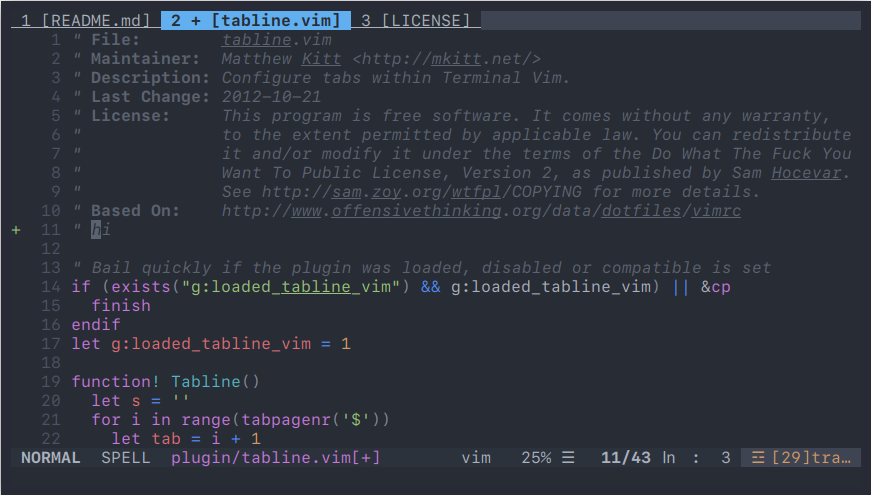 1 [README.md] 2 + [tabline.vim] 3 [LICENSE]
1 " File: tabline.vim
2 " Maintainer: Matthew Kitt <http://mkitt.net/>
3 " Description: Configure tabs within Terminal Vim.
4 " Last Change: 2012-10-21
5 " License: This program is free software. It comes without any warranty,
6 " to the extent permitted by applicable law. You can redistribute
7 " it and/or modify it under the terms of the Do What The Fuck You
8 " Want To Public License, Version 2, as published by Sam Hocevar.
9 " See http://sam.zoy.org/wtfpl/COPYING for more details.
10 " Based On: http://www.offensivethinking.org/data/dotfiles/vimrc
+ 11 " hi
12
13 " Bail quickly if the plugin was loaded, disabled or compatible is set
14 if (exists("g:loaded_tabline_vim") && g:loaded_tabline_vim) || &cp
15 finish
16 endif
17 let g:loaded_tabline_vim = 1
18
19 function! Tabline()
20 let s = ''
21 for i in range(tabpagenr('$'))
22 let tab = i + 1
NORMAL SPELL plugin/tabline.vim[+] vim 25% ☰ 11/43 ln : 3 ☲ [29]tra…